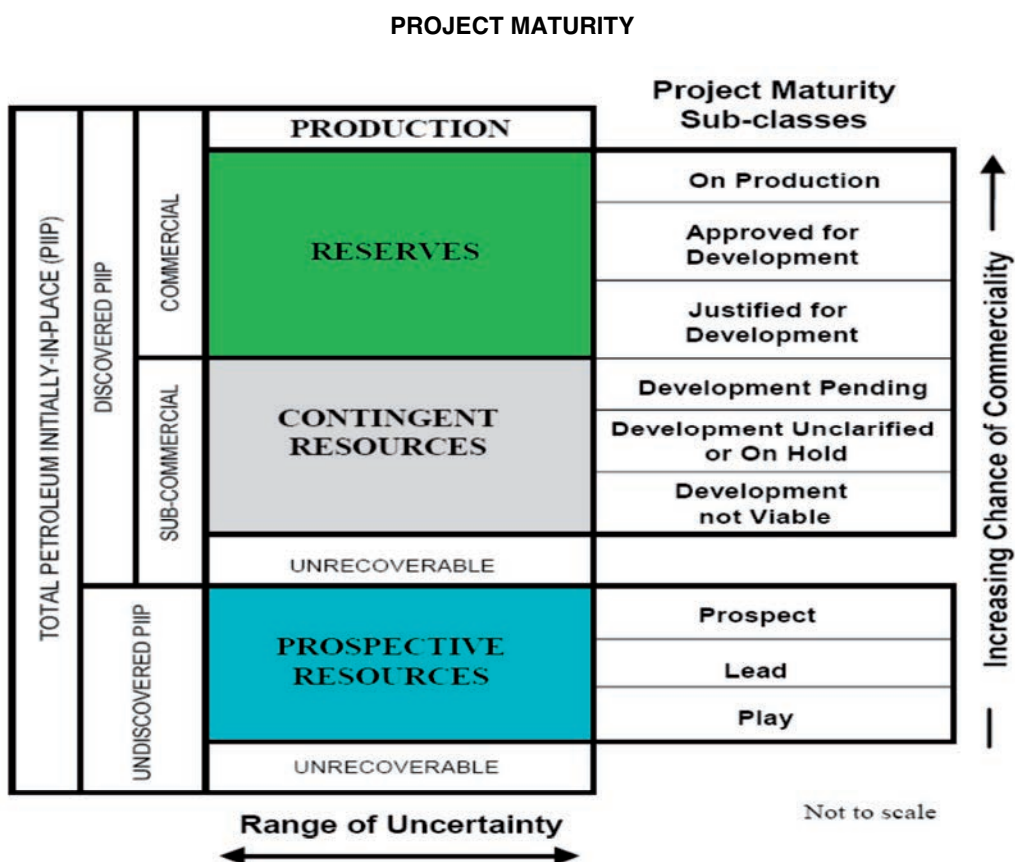 PROJECT MATURITY
Project Maturity
Sub-classes
TOTAL PETROLEUM INITIALLY-IN-PLACE (PIIP)
DISCOVERED PIIP
COMMERCIAL
PRODUCTION
RESERVES
On Production
Approved for
Development
Justified for
Development
SUB-COMMERCIAL
CONTINGENT
RESOURCES
Development Pending
Development Unclarified
or On Hold
Development
not Viable
UNRECOVERABLE
UNDISCOVERED PIIP
PROSPECTIVE
RESOURCES
Prospect
Lead
Play
UNRECOVERABLE
Increasing Chance of Commerciality
Range of Uncertainty
Not to scale